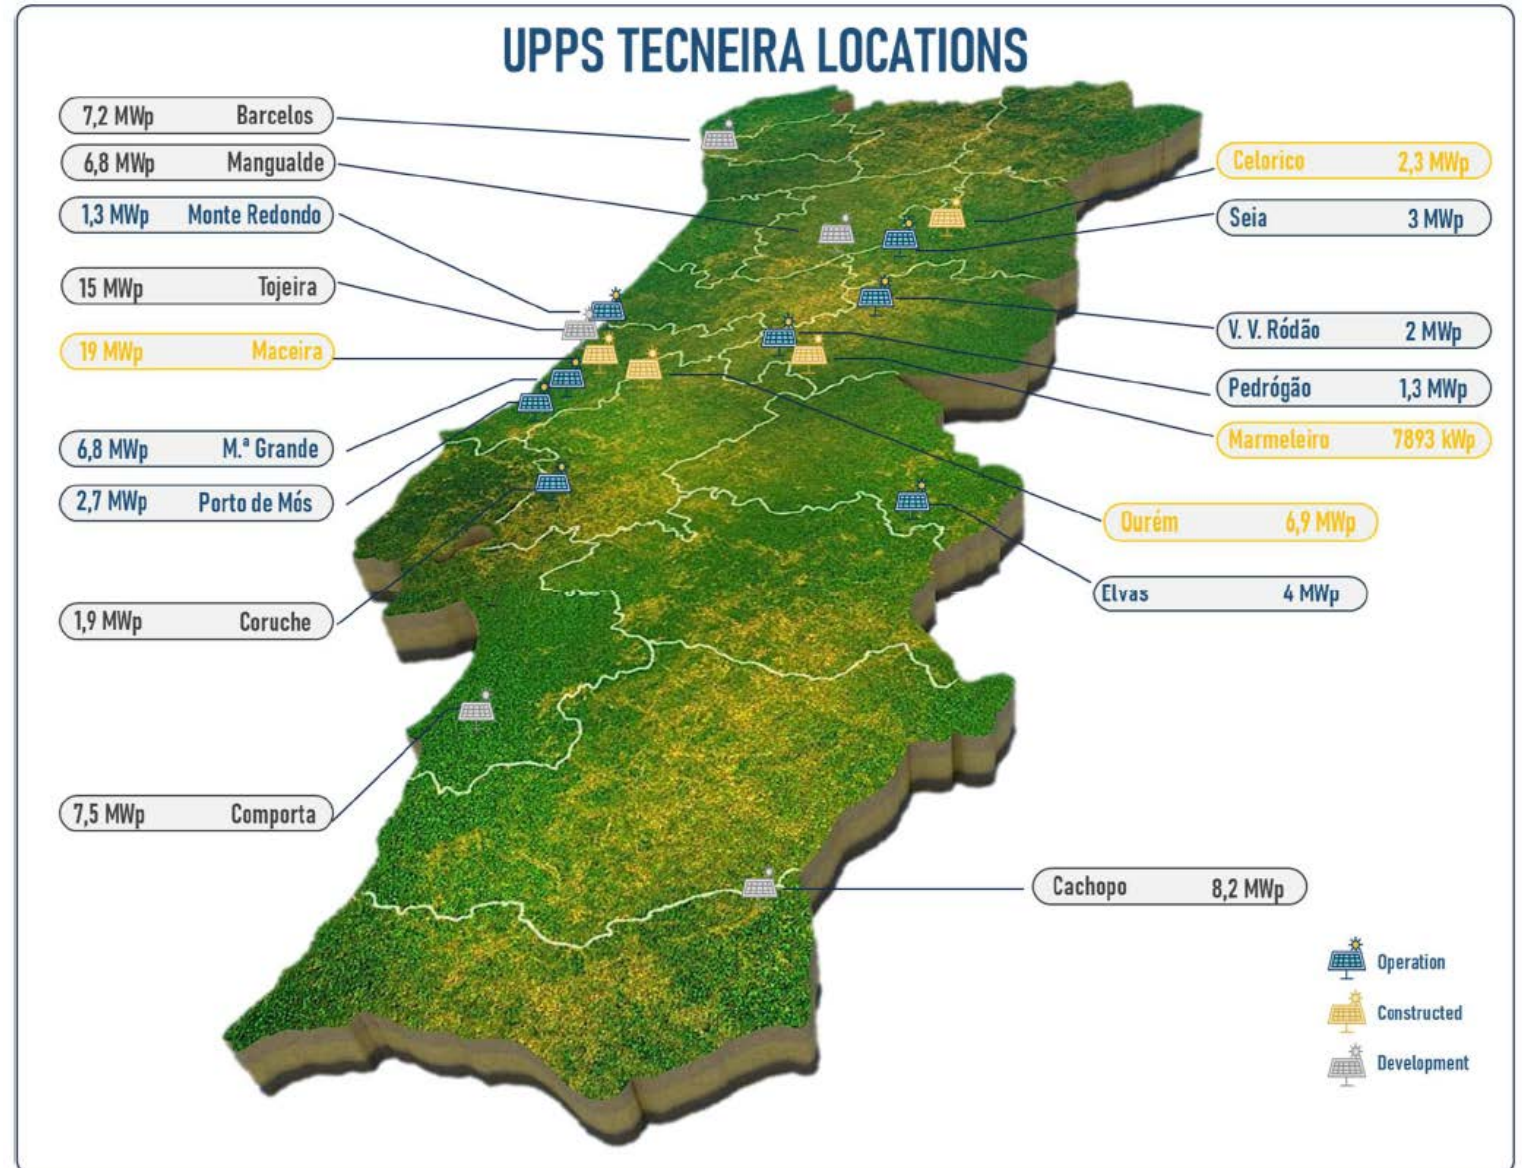 UPPS TECNEIRA LOCATIONS
7,2 MWp Barcelos
6,8 MWp Mangualde
1,3 MWp Monte Redondo
15 MWp Tojeira
19 MWp Maceira
6,8 MWp M.ª Grande
2,7 MWp Porto de Mós
1,9 MWp Coruche
7,5 MWp Comporta
Celorico 2,3 MWp
Seia 3 MWp
V. V. Ródão 2 MWp
Pedrógão 1,3 MWp
Marmeleiro 7893 kWp
Ourém 6,9 MWp
Elvas 4 MWp
Cachopo 8,2 MWp
Operation
Constructed
Development